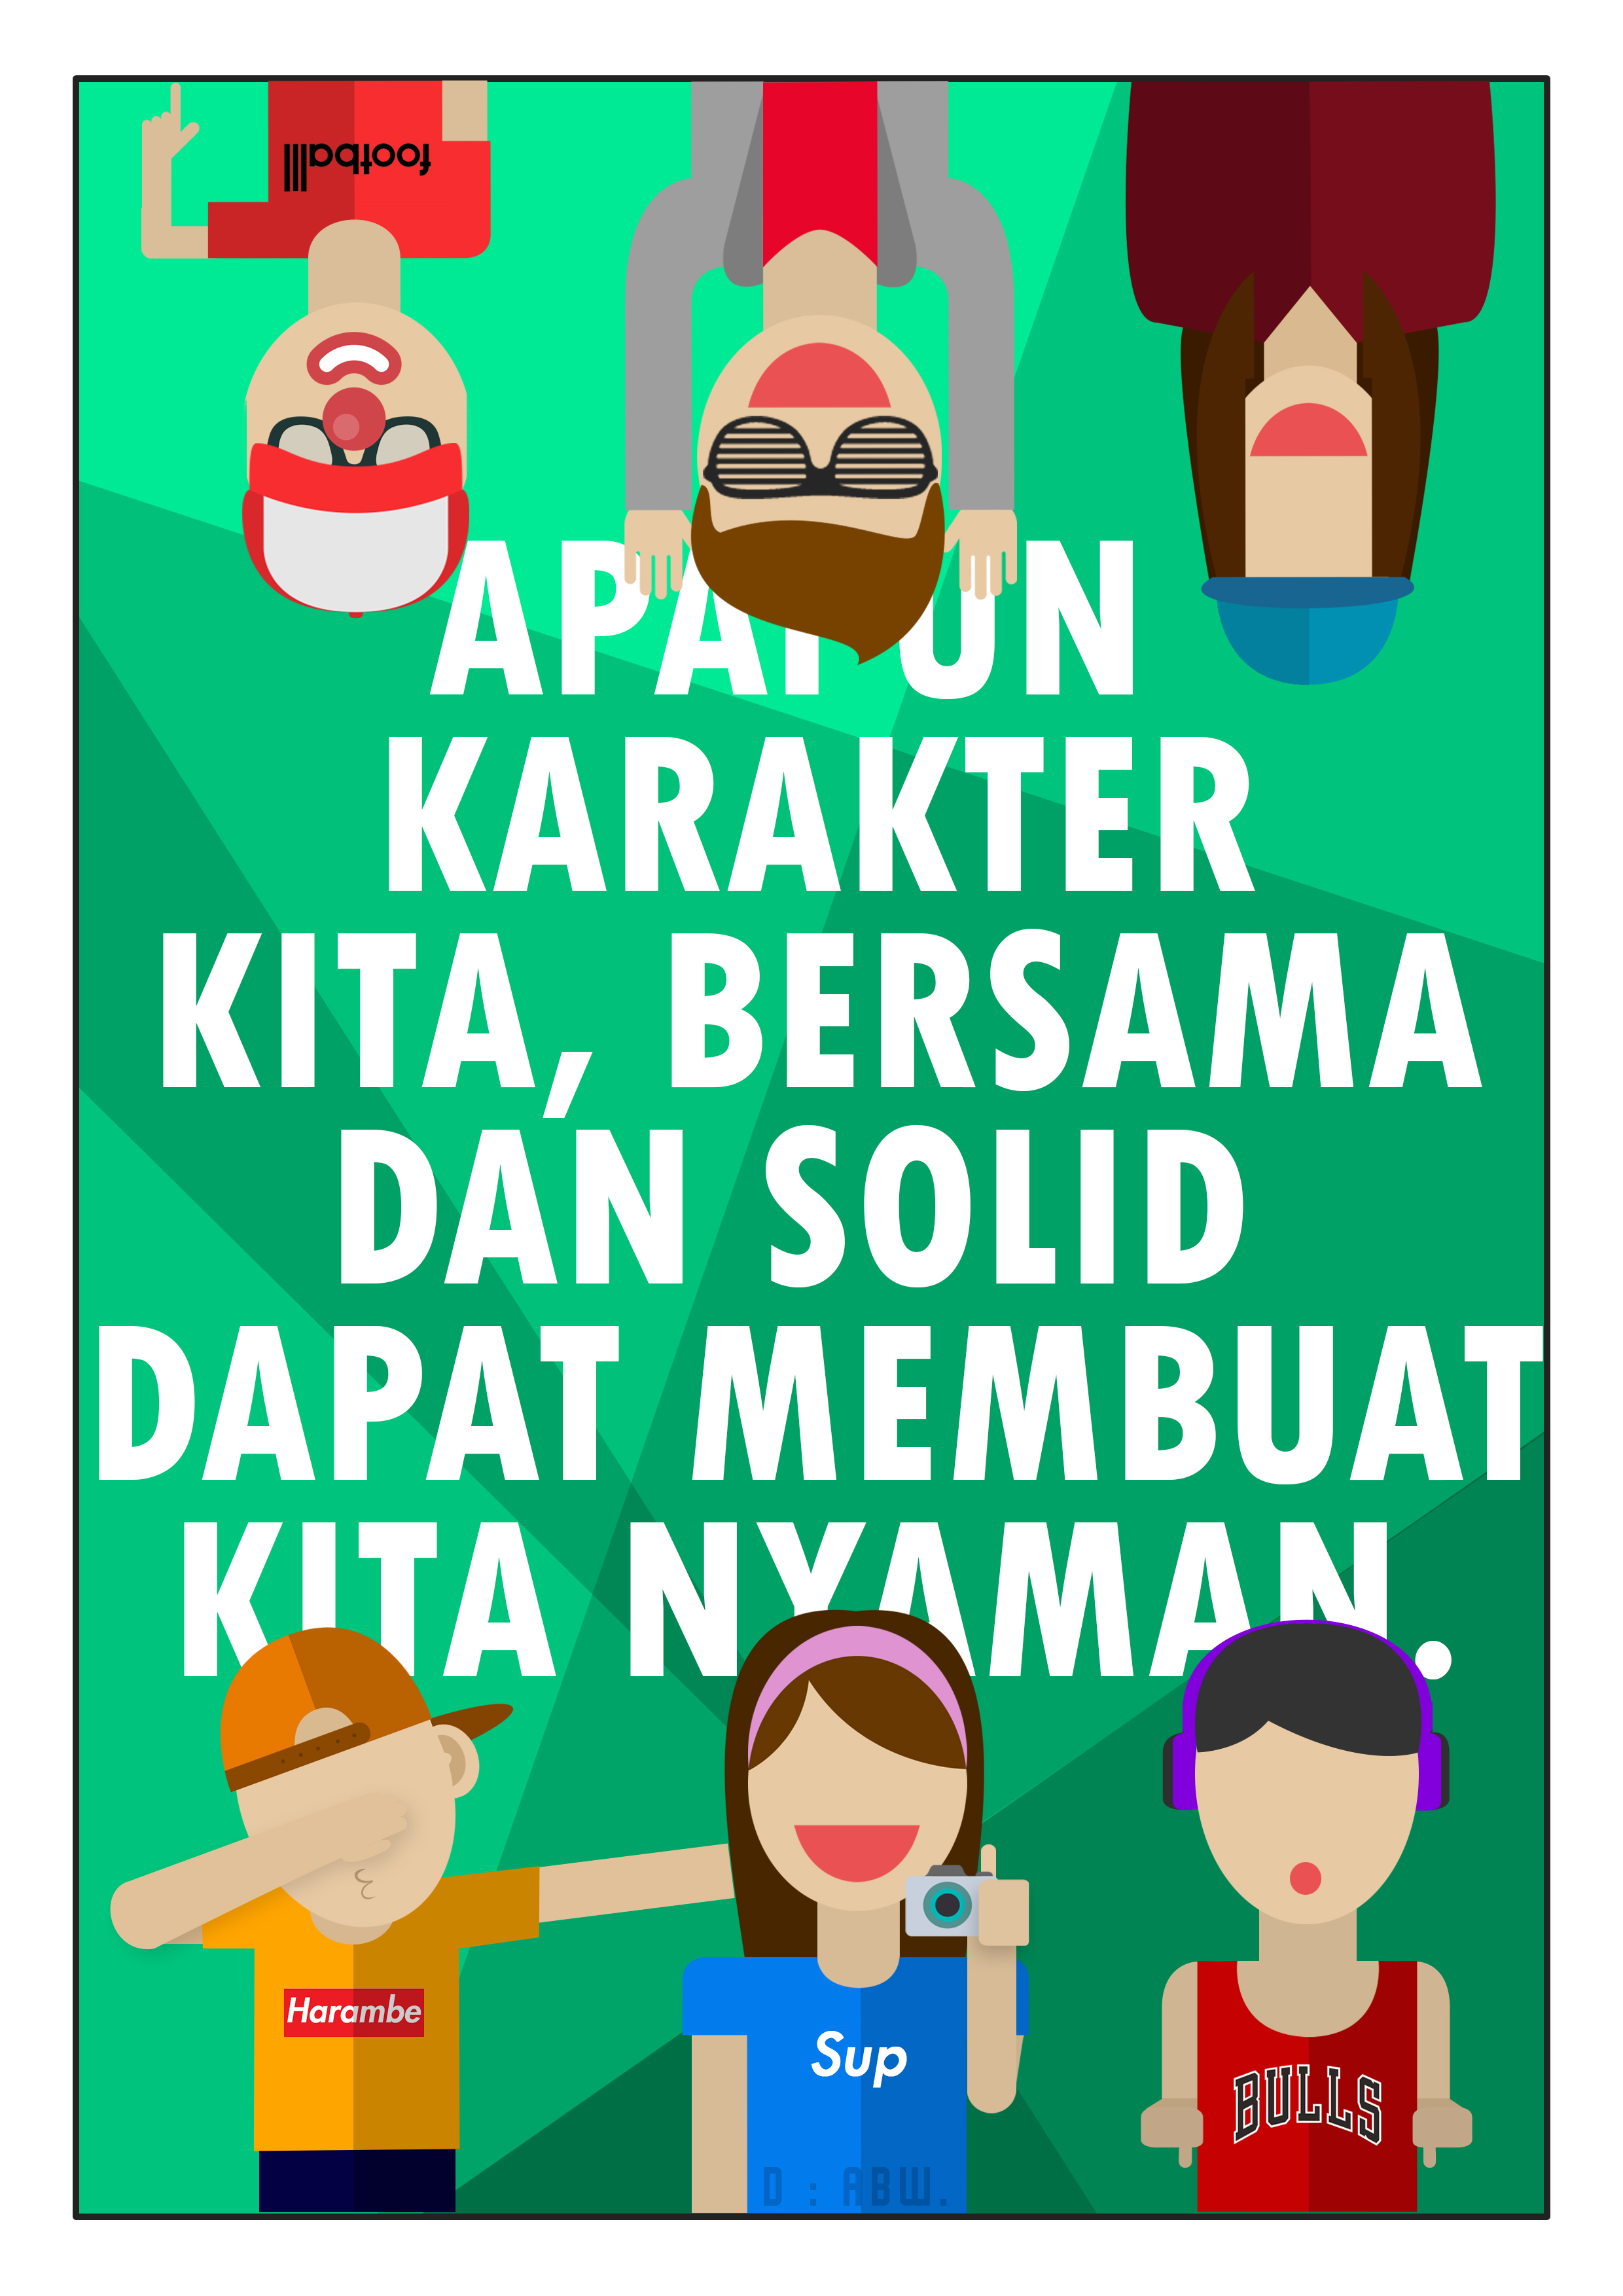 football
APAPUN
KARAKTER
KITA, BERSAMA
DAN SOLID
DAPAT MEMBUAT
KITA NYAMAN.
Harambe
Sup
BULLS
D : ABW.